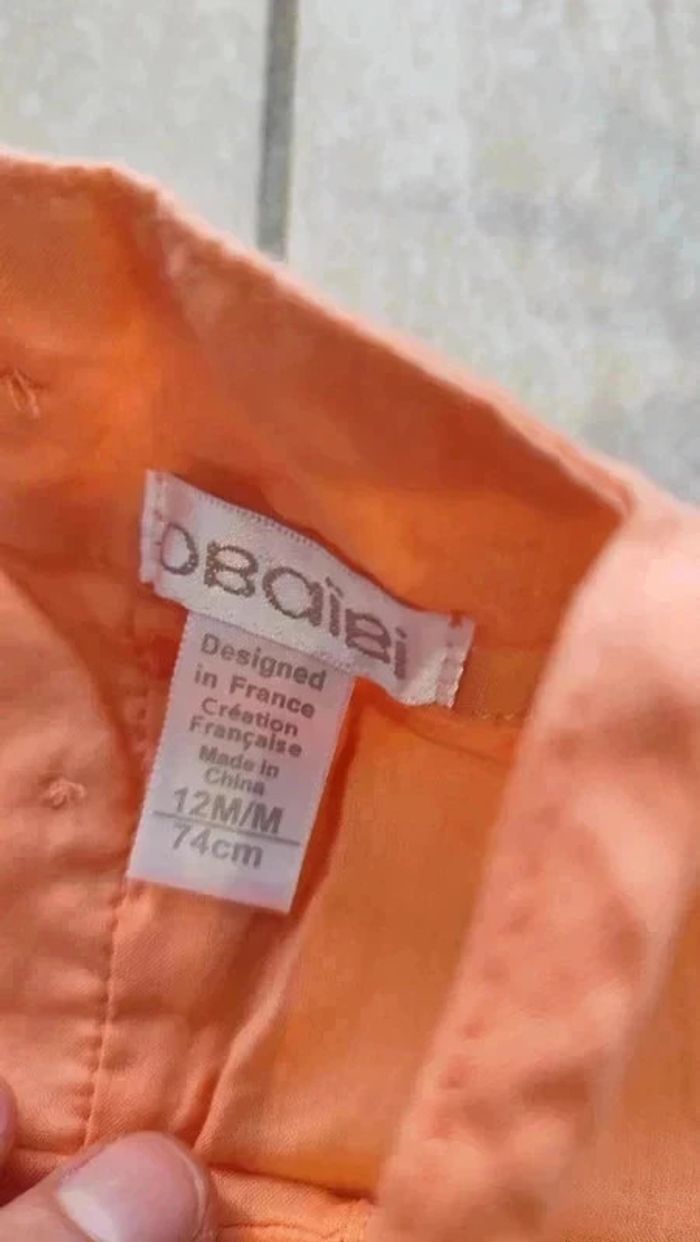 OBAÏBI
Designed
in France
Création
Française
Made in
China
12M/M
74cm